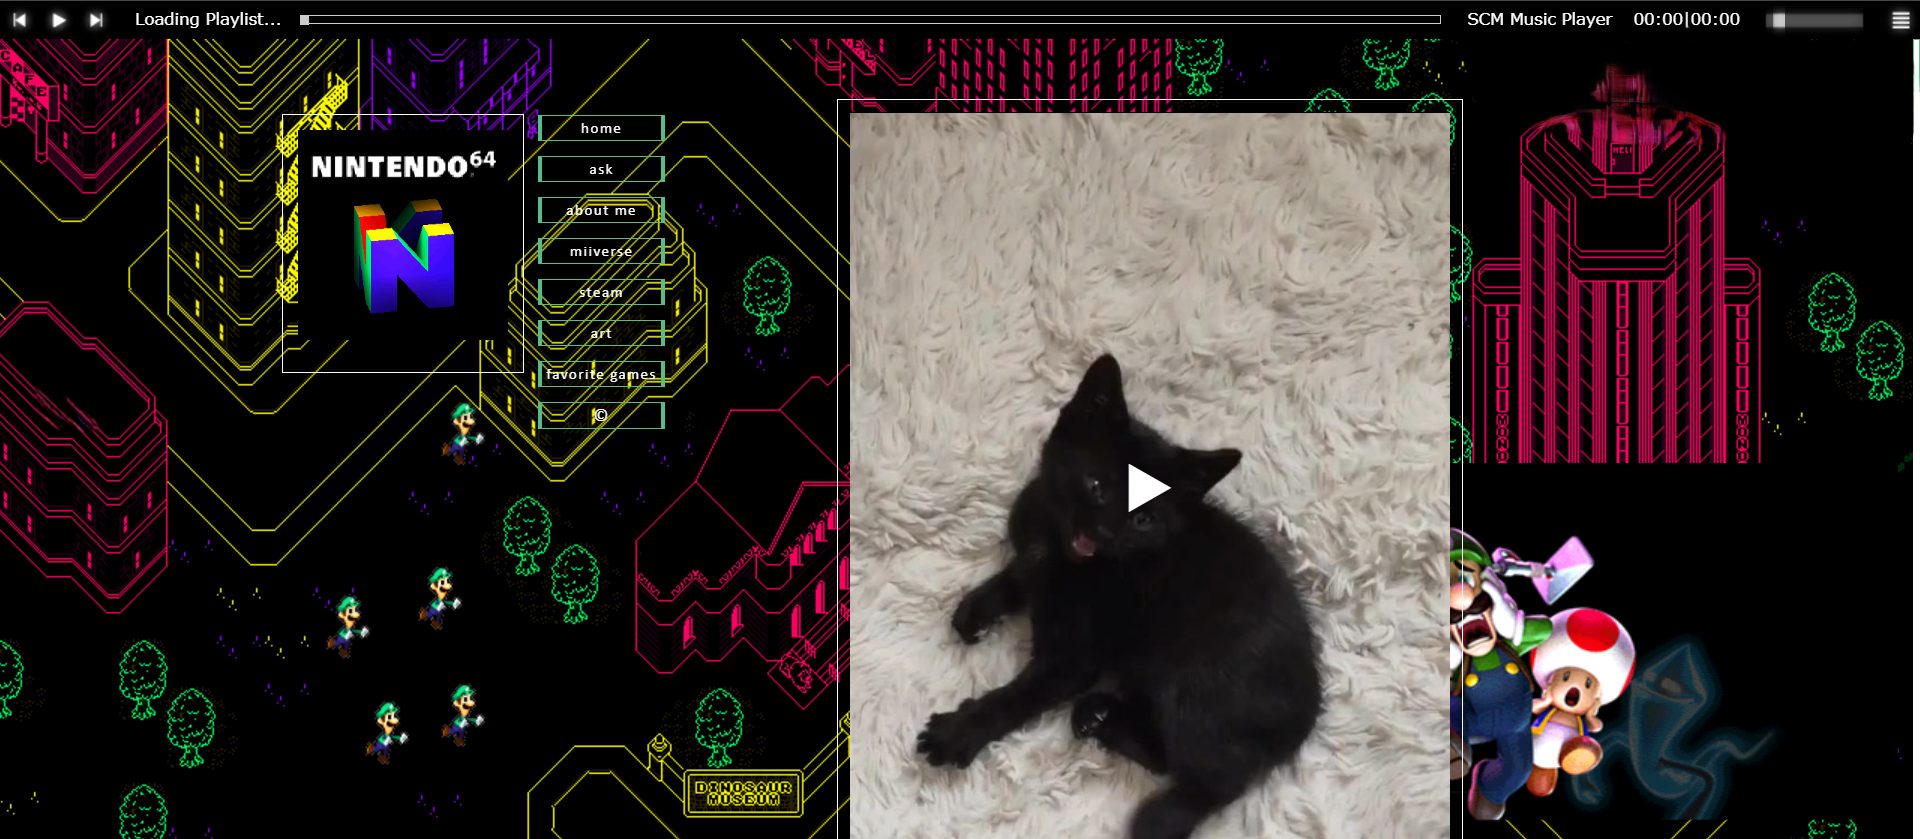 Loading Playlist...
SCM Music Player
00:00|00:00
CAFE
NINTENDO64
home
ask
about me
miiverse
steam
art
favorite games
©
DINOSAUR
MUSEUM